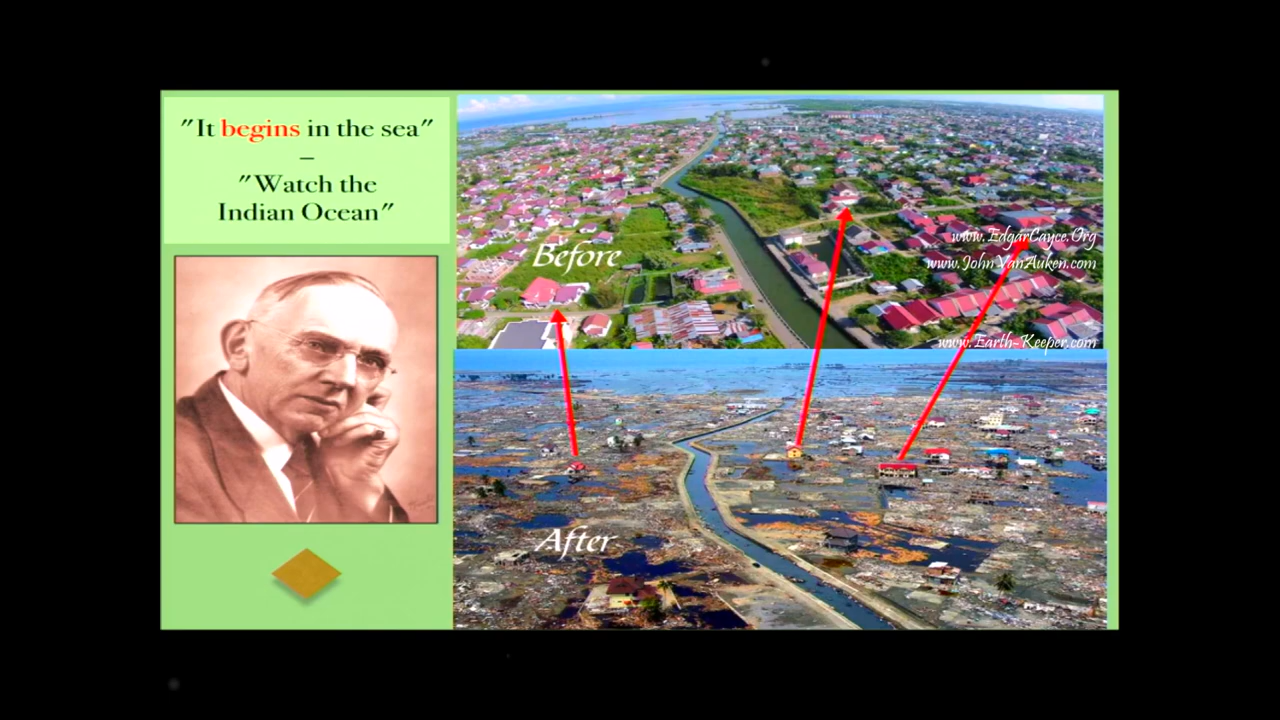 "It begins in the sea"
–
"Watch the
Indian Ocean"
Before
www.EdgarCayce.Org
www.JohnVanAuken.com
www.Earth-Keeper.com
After